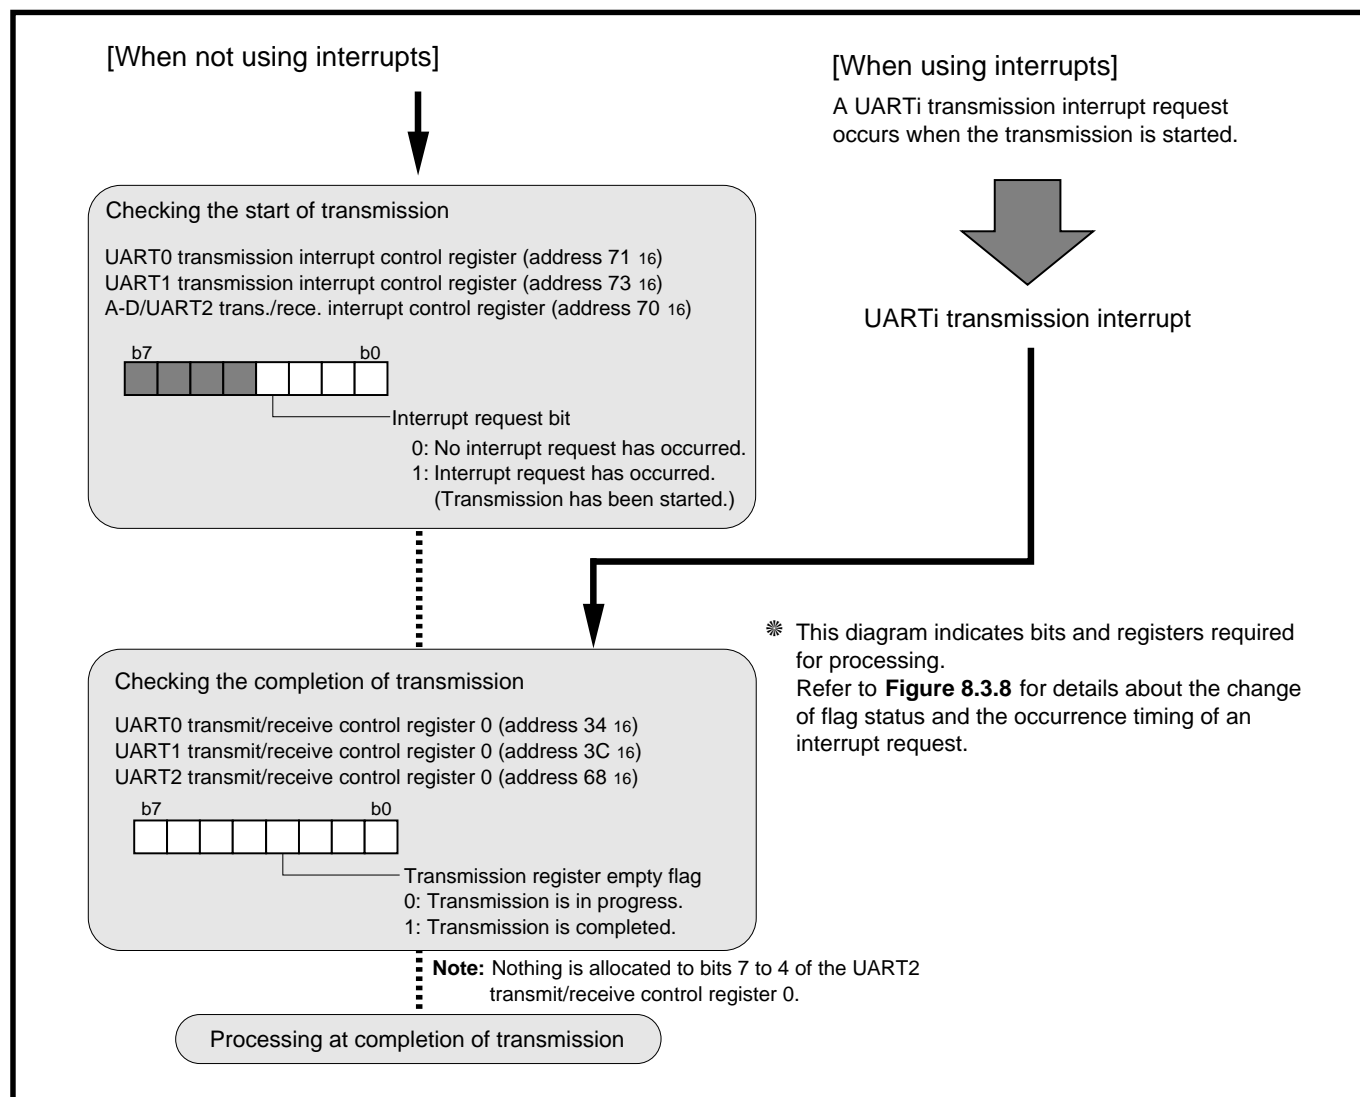 [When not using interrupts]
[When using interrupts]
A UARTi transmission interrupt request
occurs when the transmission is started.
Checking the start of transmission
UART0 transmission interrupt control register (address 71 16)
UART1 transmission interrupt control register (address 73 16)
A-D/UART2 trans./rece. interrupt control register (address 70 16)
b7 b0
Interrupt request bit
0: No interrupt request has occurred.
1: Interrupt request has occurred.
(Transmission has been started.)
UARTi transmission interrupt
※ This diagram indicates bits and registers required
for processing.
Refer to Figure 8.3.8 for details about the change
of flag status and the occurrence timing of an
interrupt request.
Checking the completion of transmission
UART0 transmit/receive control register 0 (address 34 16)
UART1 transmit/receive control register 0 (address 3C 16)
UART2 transmit/receive control register 0 (address 68 16)
b7 b0
Transmission register empty flag
0: Transmission is in progress.
1: Transmission is completed.
Note: Nothing is allocated to bits 7 to 4 of the UART2
transmit/receive control register 0.
Processing at completion of transmission